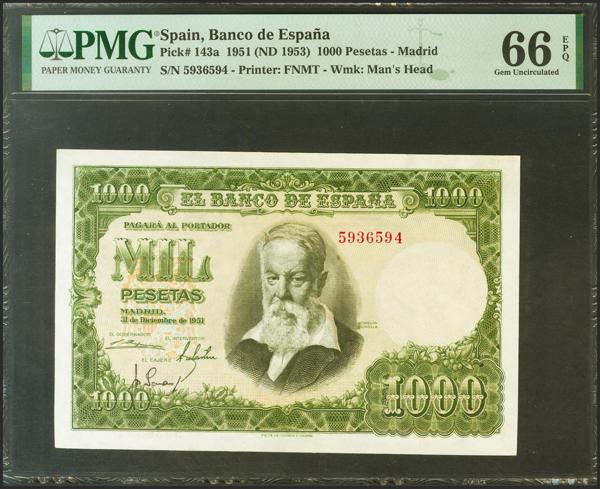 PMG
PAPER MONEY GUARANTY
Spain, Banco de España
Pick# 143a 1951 (ND 1953) 1000 Pesetas - Madrid
S/N 5936594 - Printer: FNMT - Wmk: Man's Head
66 EPQ
Gem Uncirculated
1000 EL BANCO DE ESPAÑA 1000
PAGARÁ AL PORTADOR
5936594
MIL
PESETAS
MADRID,
31 de Diciembre de 1951
EL GOBERNADOR EL INTERVENTOR
JOAQUÍN
SOROLLA
EL CAJERO
1000 1000